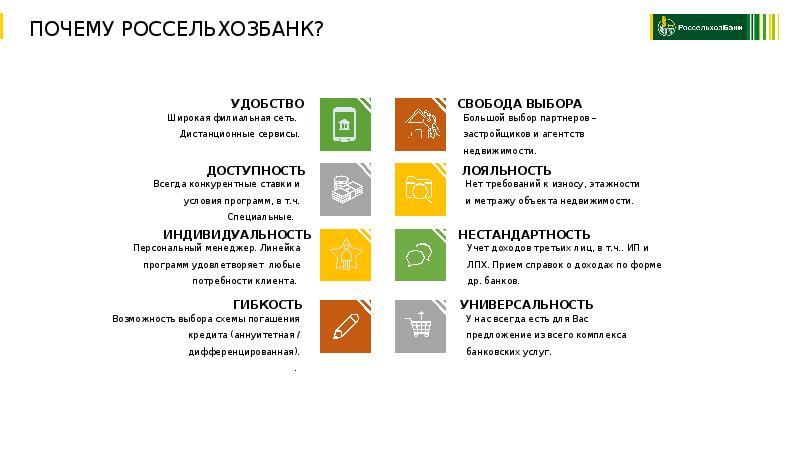 ПОЧЕМУ РОССЕЛЬХОЗБАНК?
РоссельхозБанк
УДОБСТВО
Широкая филиальная сеть.
Дистанционные сервисы.
СВОБОДА ВЫБОРА
Большой выбор партнеров –
застройщиков и агентств
недвижимости.
ДОСТУПНОСТЬ
Всегда конкурентные ставки и
условия программ, в т.ч.
Специальные.
ЛОЯЛЬНОСТЬ
Нет требований к износу, этажности
и метражу объекта недвижимости.
ИНДИВИДУАЛЬНОСТЬ
Персональный менеджер. Линейка
программ удовлетворяет любые
потребности клиента.
НЕСТАНДАРТНОСТЬ
Учет доходов третьих лиц, в т.ч.. ИП и
ЛПХ. Прием справок о доходах по форме
др. банков.
ГИБКОСТЬ
Возможность выбора схемы погашения
кредита (аннуитетная /
дифференцированная).
.
УНИВЕРСАЛЬНОСТЬ
У нас всегда есть для Вас
предложение из всего комплекса
банковских услуг.